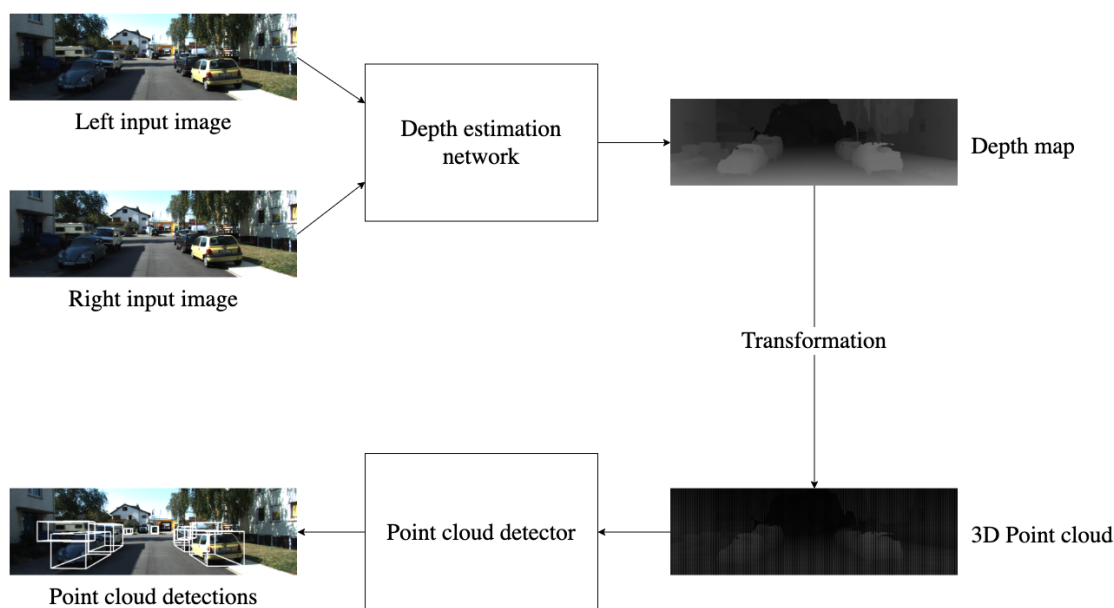 Left input image
Depth estimation
network
Depth map
Right input image
Transformation
Point cloud detector
3D Point cloud
Point cloud detections